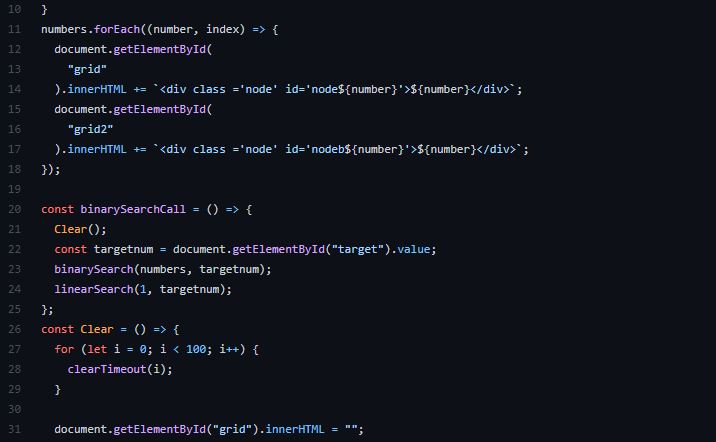 10 }
11 numbers.forEach((number, index) => {
12   document.getElementById(
13     "grid"
14   ).innerHTML += `<div class ='node' id='node${number}'>${number}</div>`;
15   document.getElementById(
16     "grid2"
17   ).innerHTML += `<div class ='node' id='nodeb${number}'>${number}</div>`;
18 });
19
20 const binarySearchCall = () => {
21   Clear();
22   const targetnum = document.getElementById("target").value;
23   binarySearch(numbers, targetnum);
24   linearSearch(1, targetnum);
25 };
26 const Clear = () => {
27   for (let i = 0; i < 100; i++) {
28     clearTimeout(i);
29   }
30
31   document.getElementById("grid").innerHTML = "";